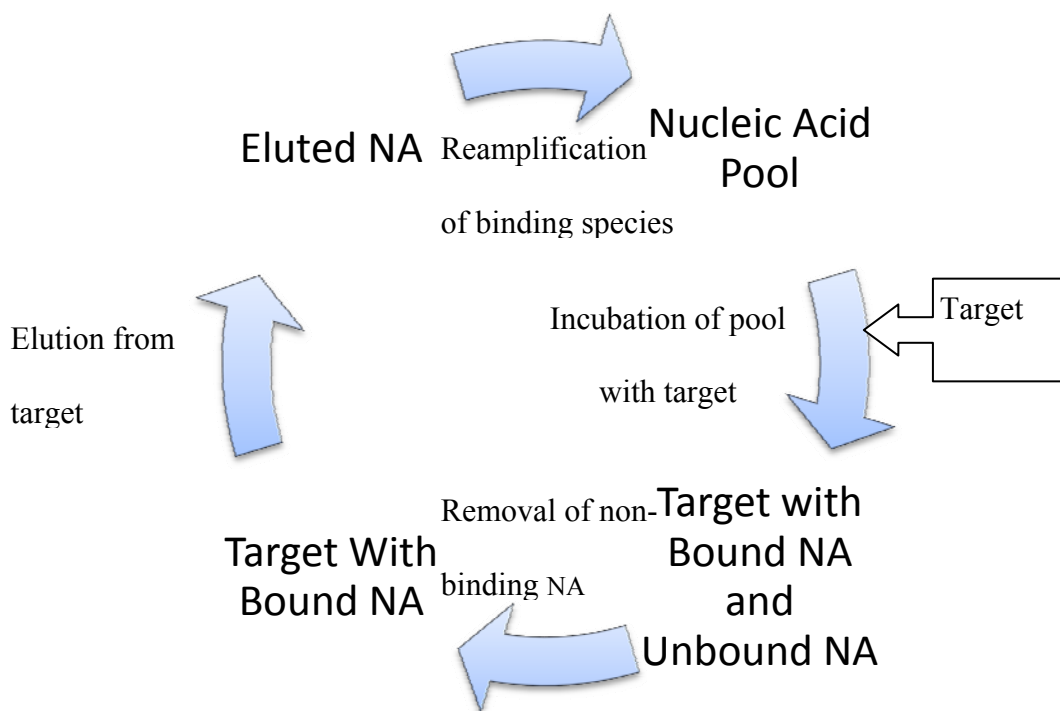 Eluted NA
Reamplification
of binding species
Nucleic Acid
Pool
Incubation of pool
with target
Target
Target with
Bound NA
and
Unbound NA
Removal of non-
binding NA
Target With
Bound NA
Elution from
target